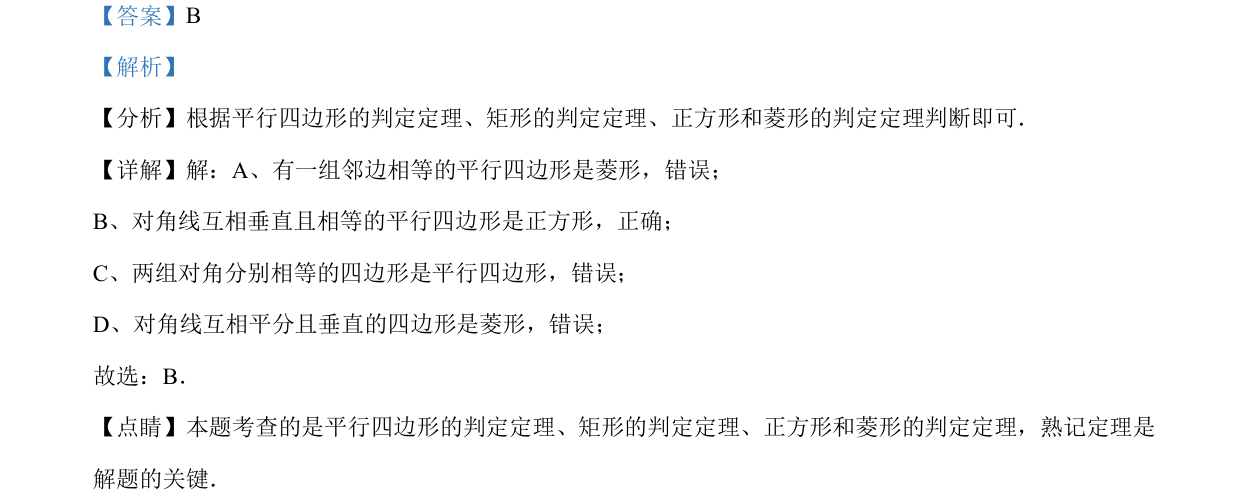 【答案】B
【解析】
【分析】根据平行四边形的判定定理、矩形的判定定理、正方形和菱形的判定定理判断即可．
【详解】解：A、有一组邻边相等的平行四边形是菱形，错误；
B、对角线互相垂直且相等的平行四边形是正方形，正确；
C、两组对角分别相等的四边形是平行四边形，错误；
D、对角线互相平分且垂直的四边形是菱形，错误；
故选：B．
【点睛】本题考查的是平行四边形的判定定理、矩形的判定定理、正方形和菱形的判定定理，熟记定理是
解题的关键．